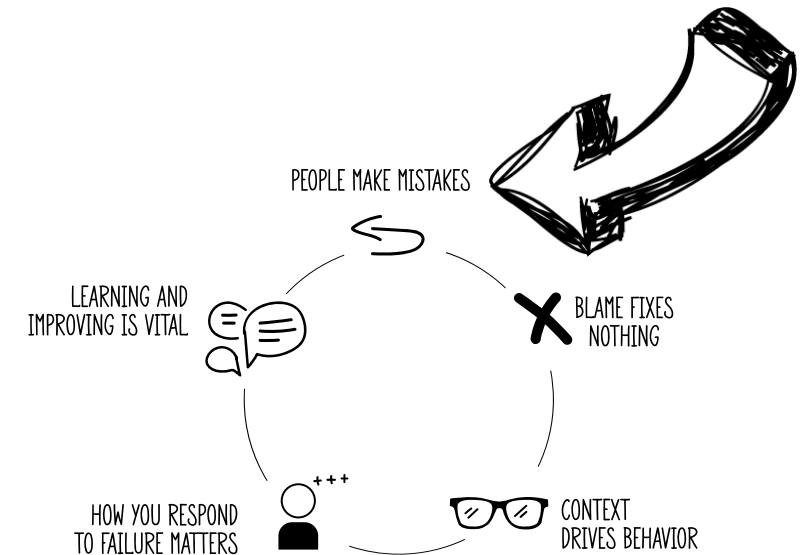 PEOPLE MAKE MISTAKES
BLAME FIXES
NOTHING
CONTEXT
DRIVES BEHAVIOR
HOW YOU RESPOND
TO FAILURE MATTERS
LEARNING AND
IMPROVING IS VITAL